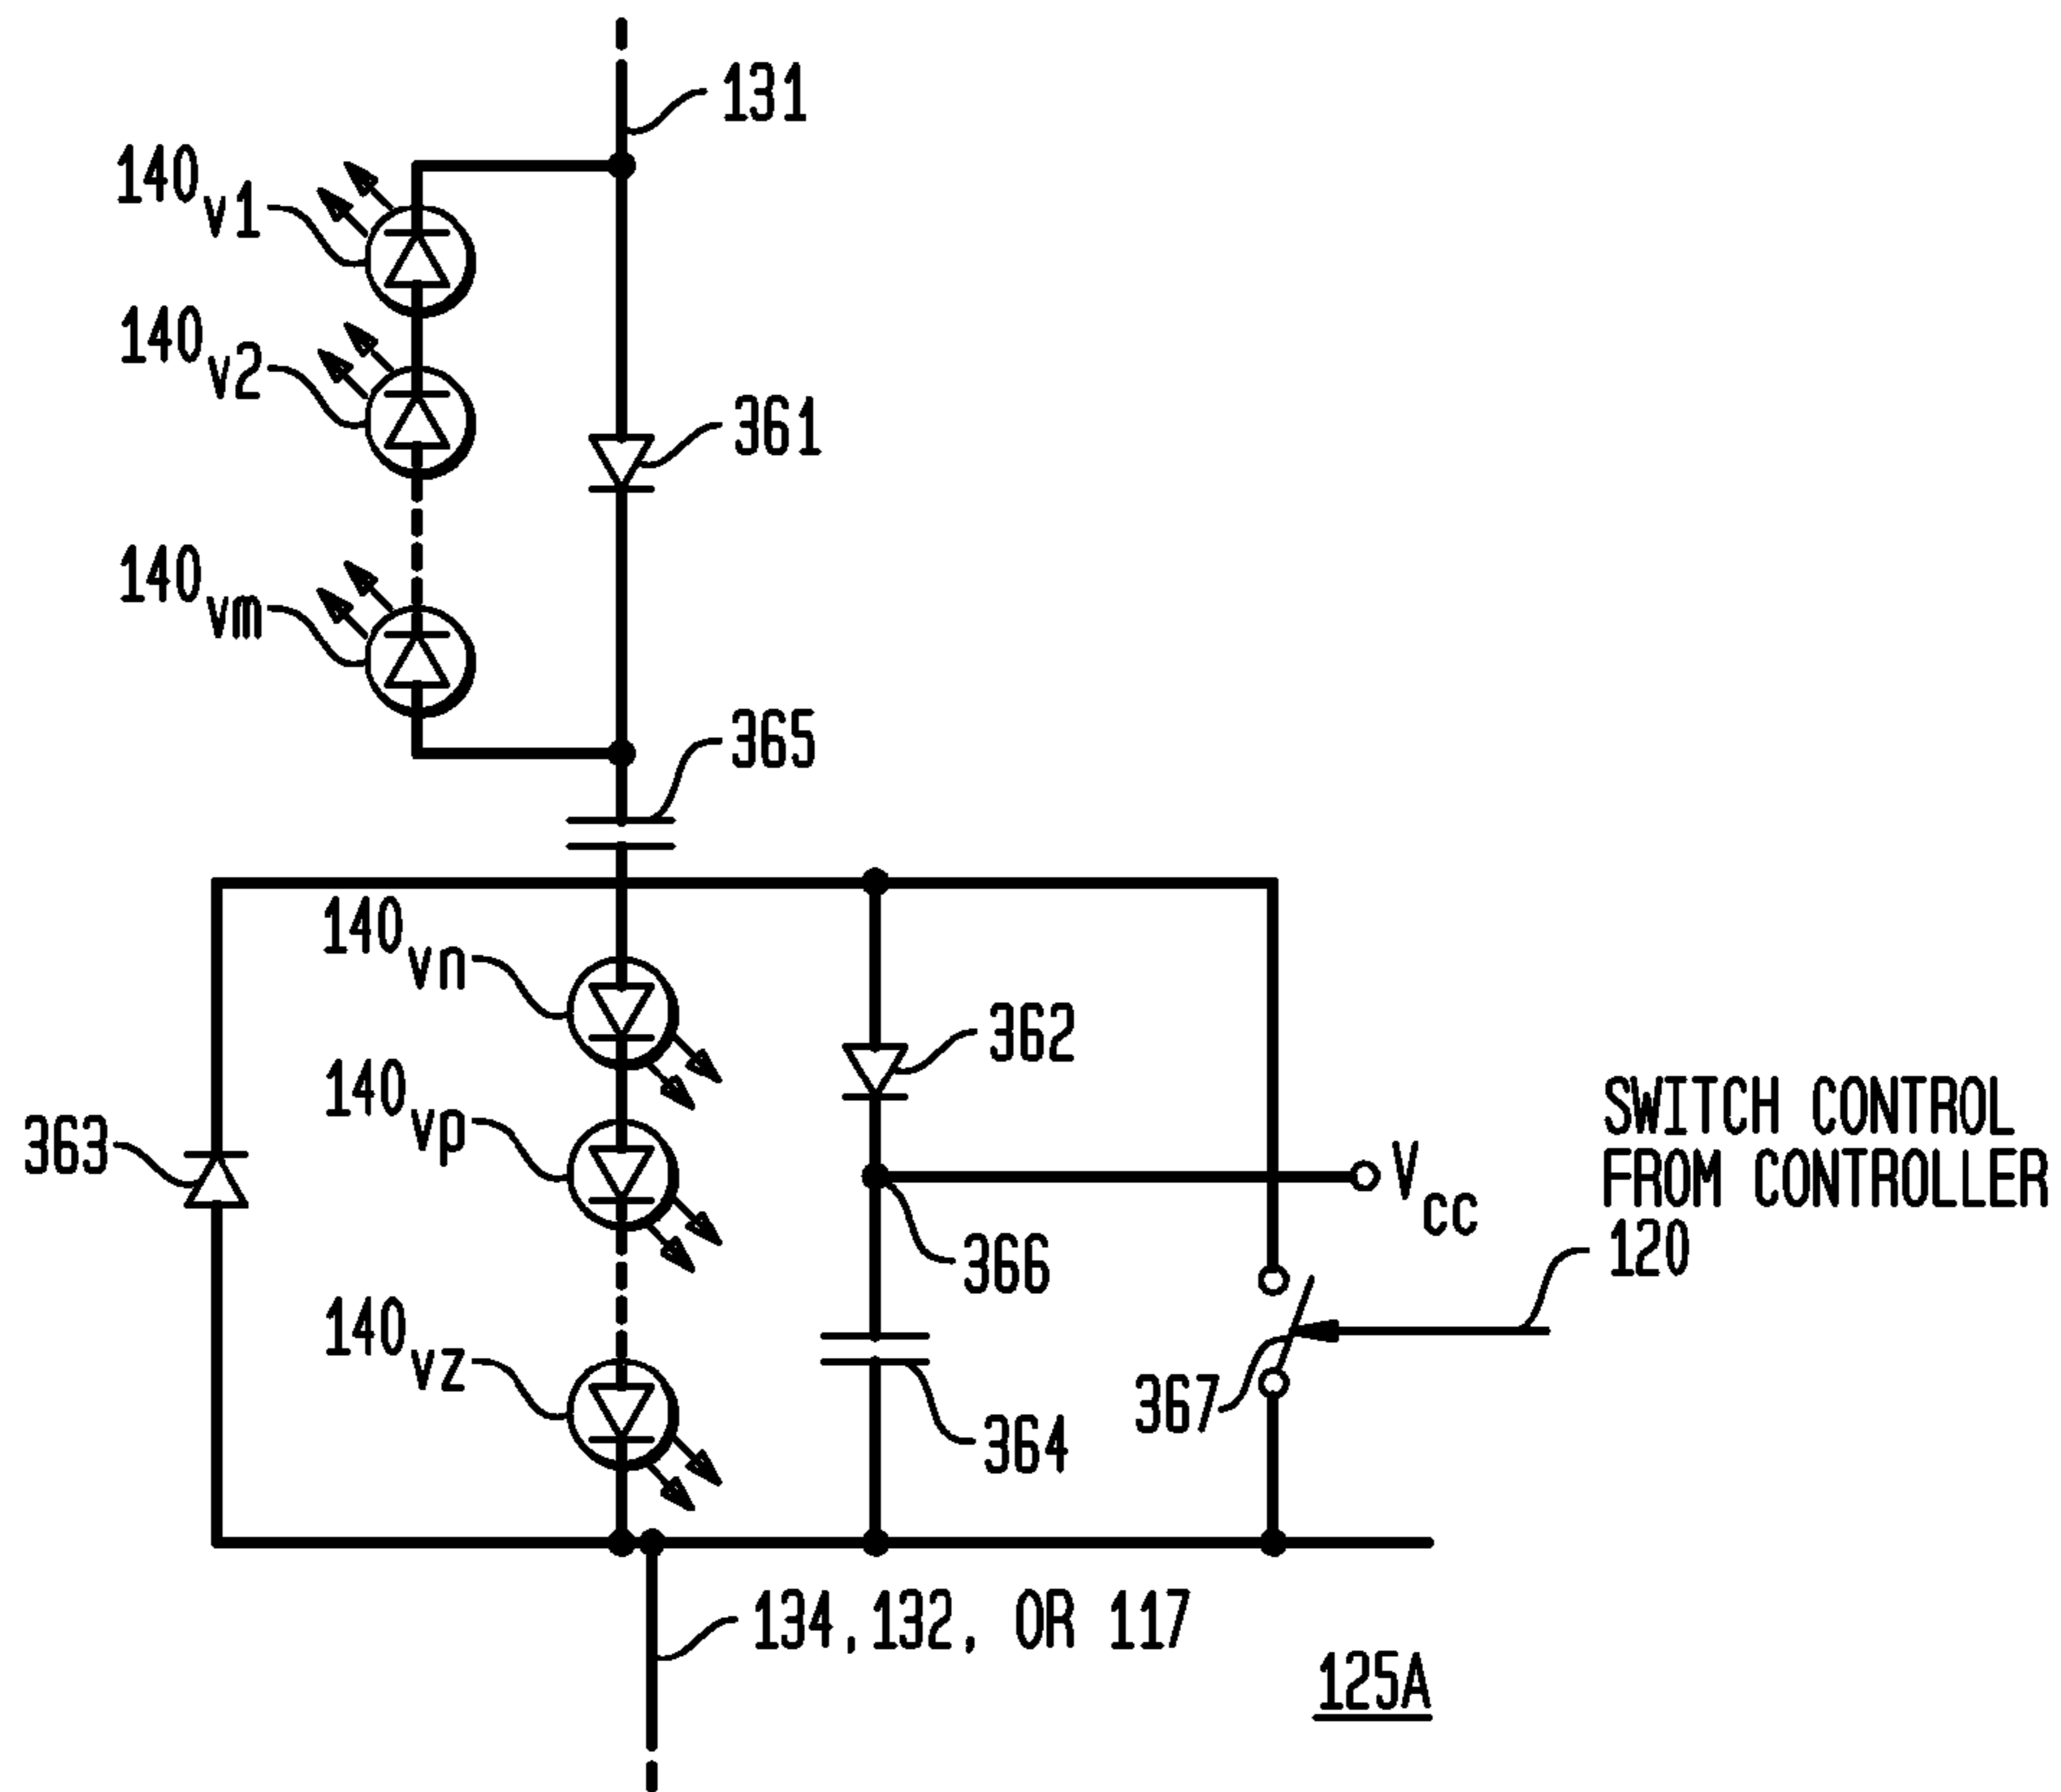 131
140v1
140v2
361
140vm
365
140vn
362
140vp
363
SWITCH CONTROL
FROM CONTROLLER
120
Vcc
366
140vz
367
364
134, 132, OR 117
125A